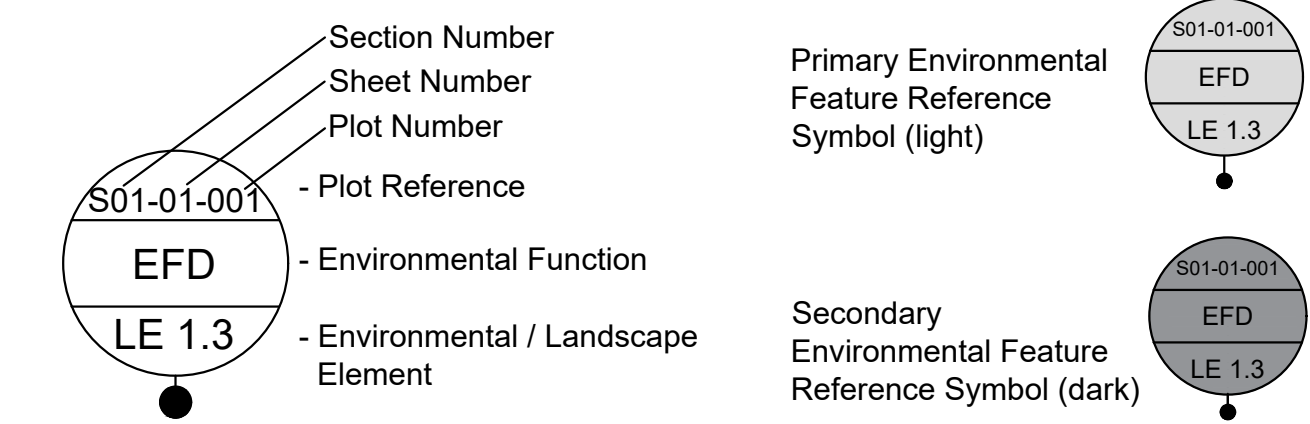 Section Number
Sheet Number
Plot Number
S01-01-001
- Plot Reference
EFD
- Environmental Function
LE 1.3
- Environmental / Landscape
Element
Primary Environmental
Feature Reference
Symbol (light)
S01-01-001
EFD
LE 1.3
Secondary
Environmental Feature
Reference Symbol (dark)
S01-01-001
EFD
LE 1.3